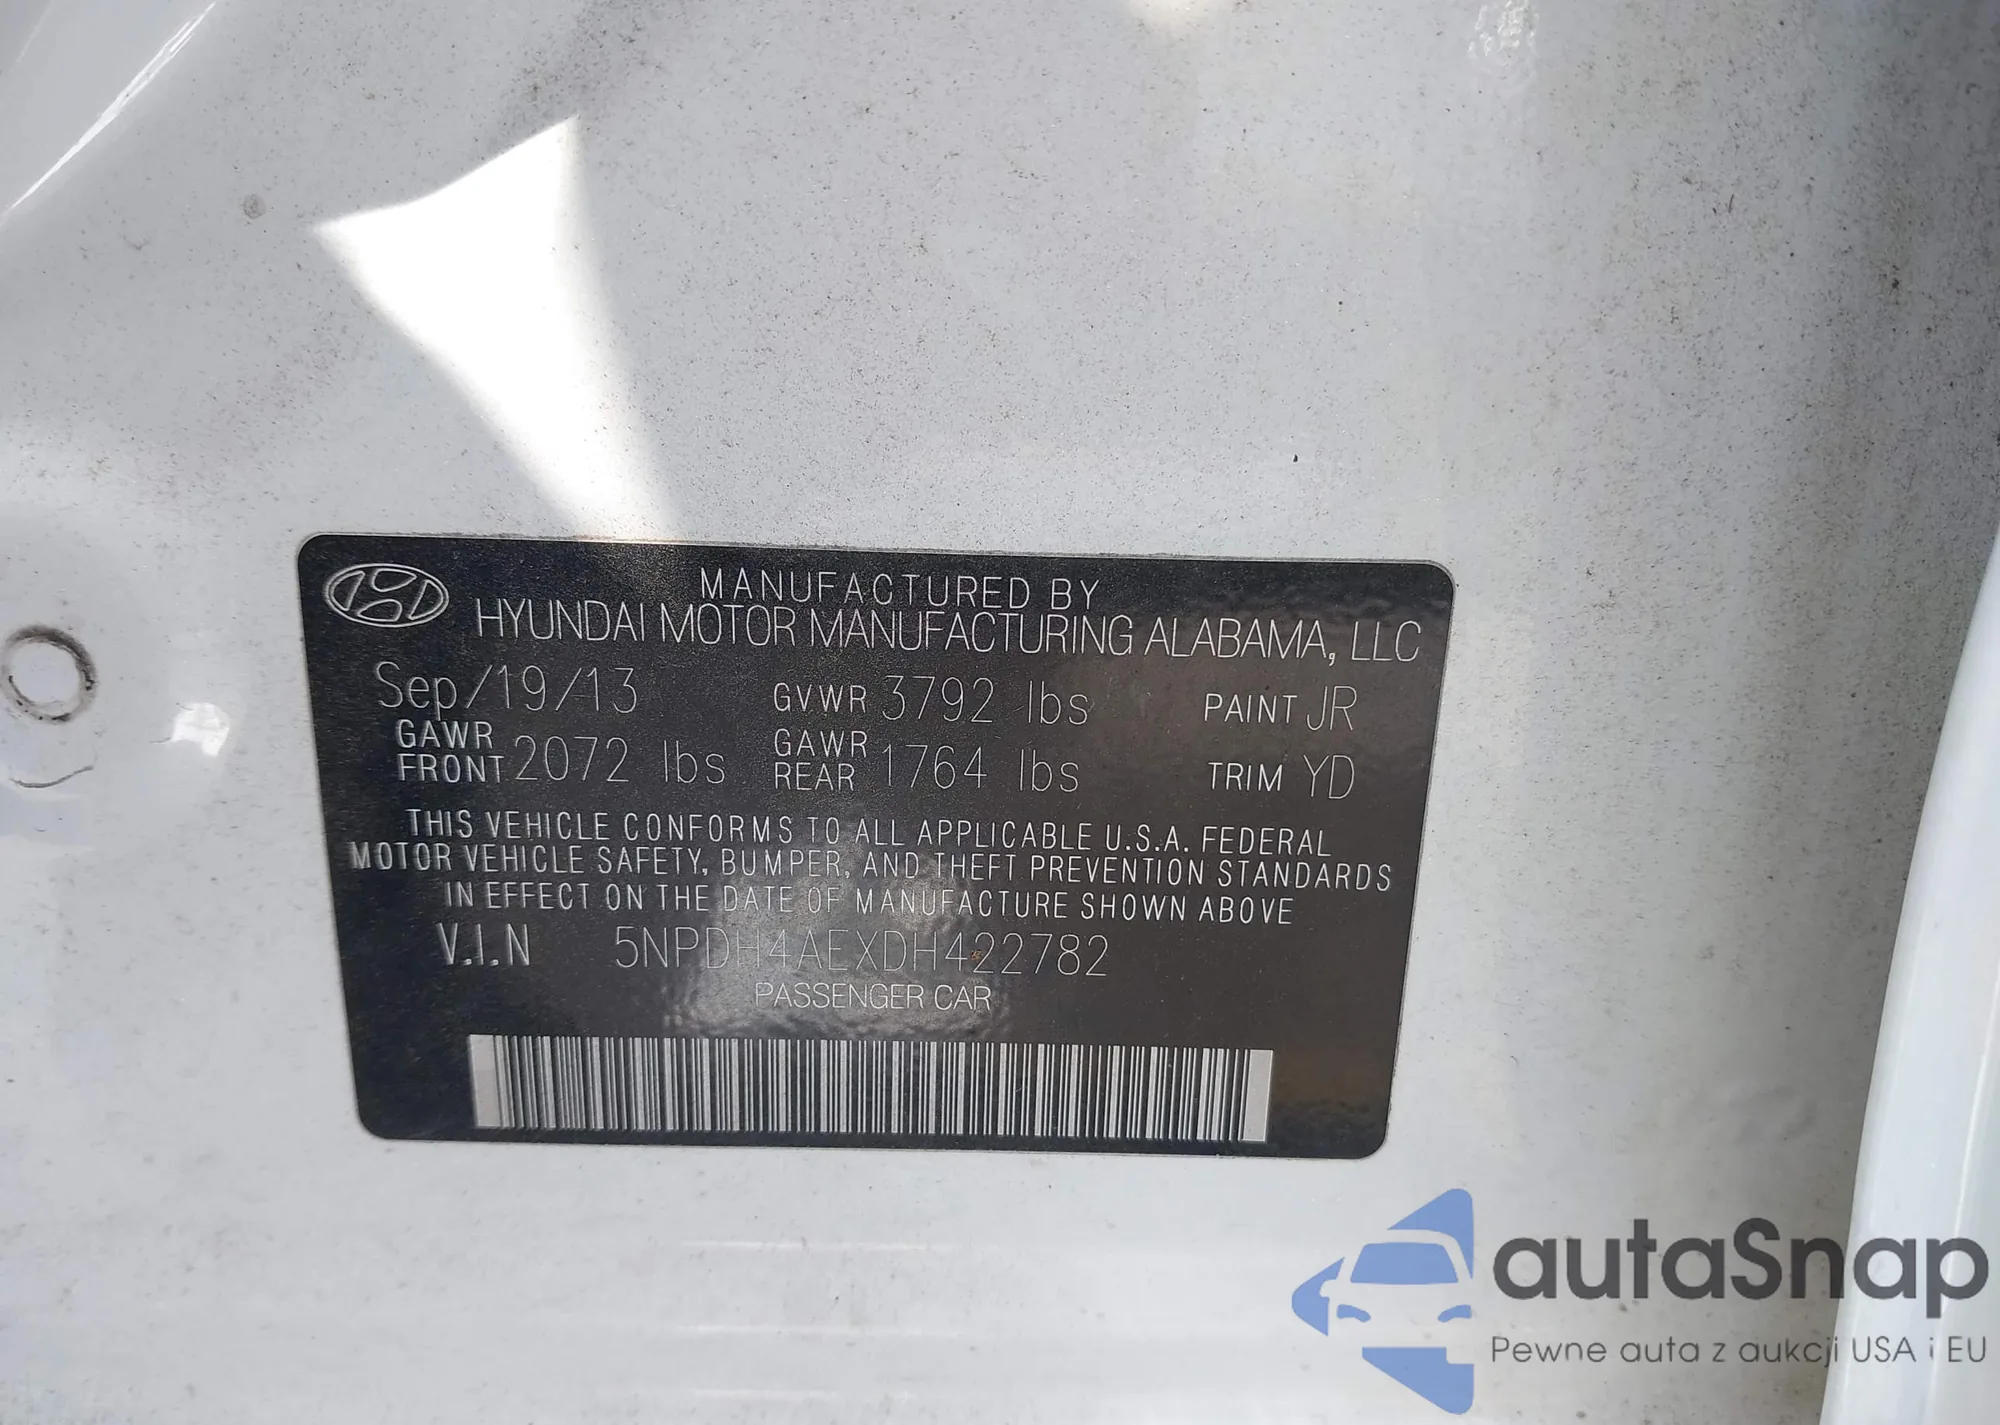 MANUFACTURED BY
HYUNDAI MOTOR MANUFACTURING ALABAMA, LLC
Sep/19/13 GVWR 3792 lbs PAINT JR
GAWR FRONT 2072 lbs GAWR REAR 1764 lbs TRIM YD
THIS VEHICLE CONFORMS TO ALL APPLICABLE U.S.A. FEDERAL
MOTOR VEHICLE SAFETY, BUMPER, AND THEFT PREVENTION STANDARDS
IN EFFECT ON THE DATE OF MANUFACTURE SHOWN ABOVE
V.I.N 5NPDH4AEXDH422782
PASSENGER CAR
autaSnap
Pewne auta z aukcji USA i EU